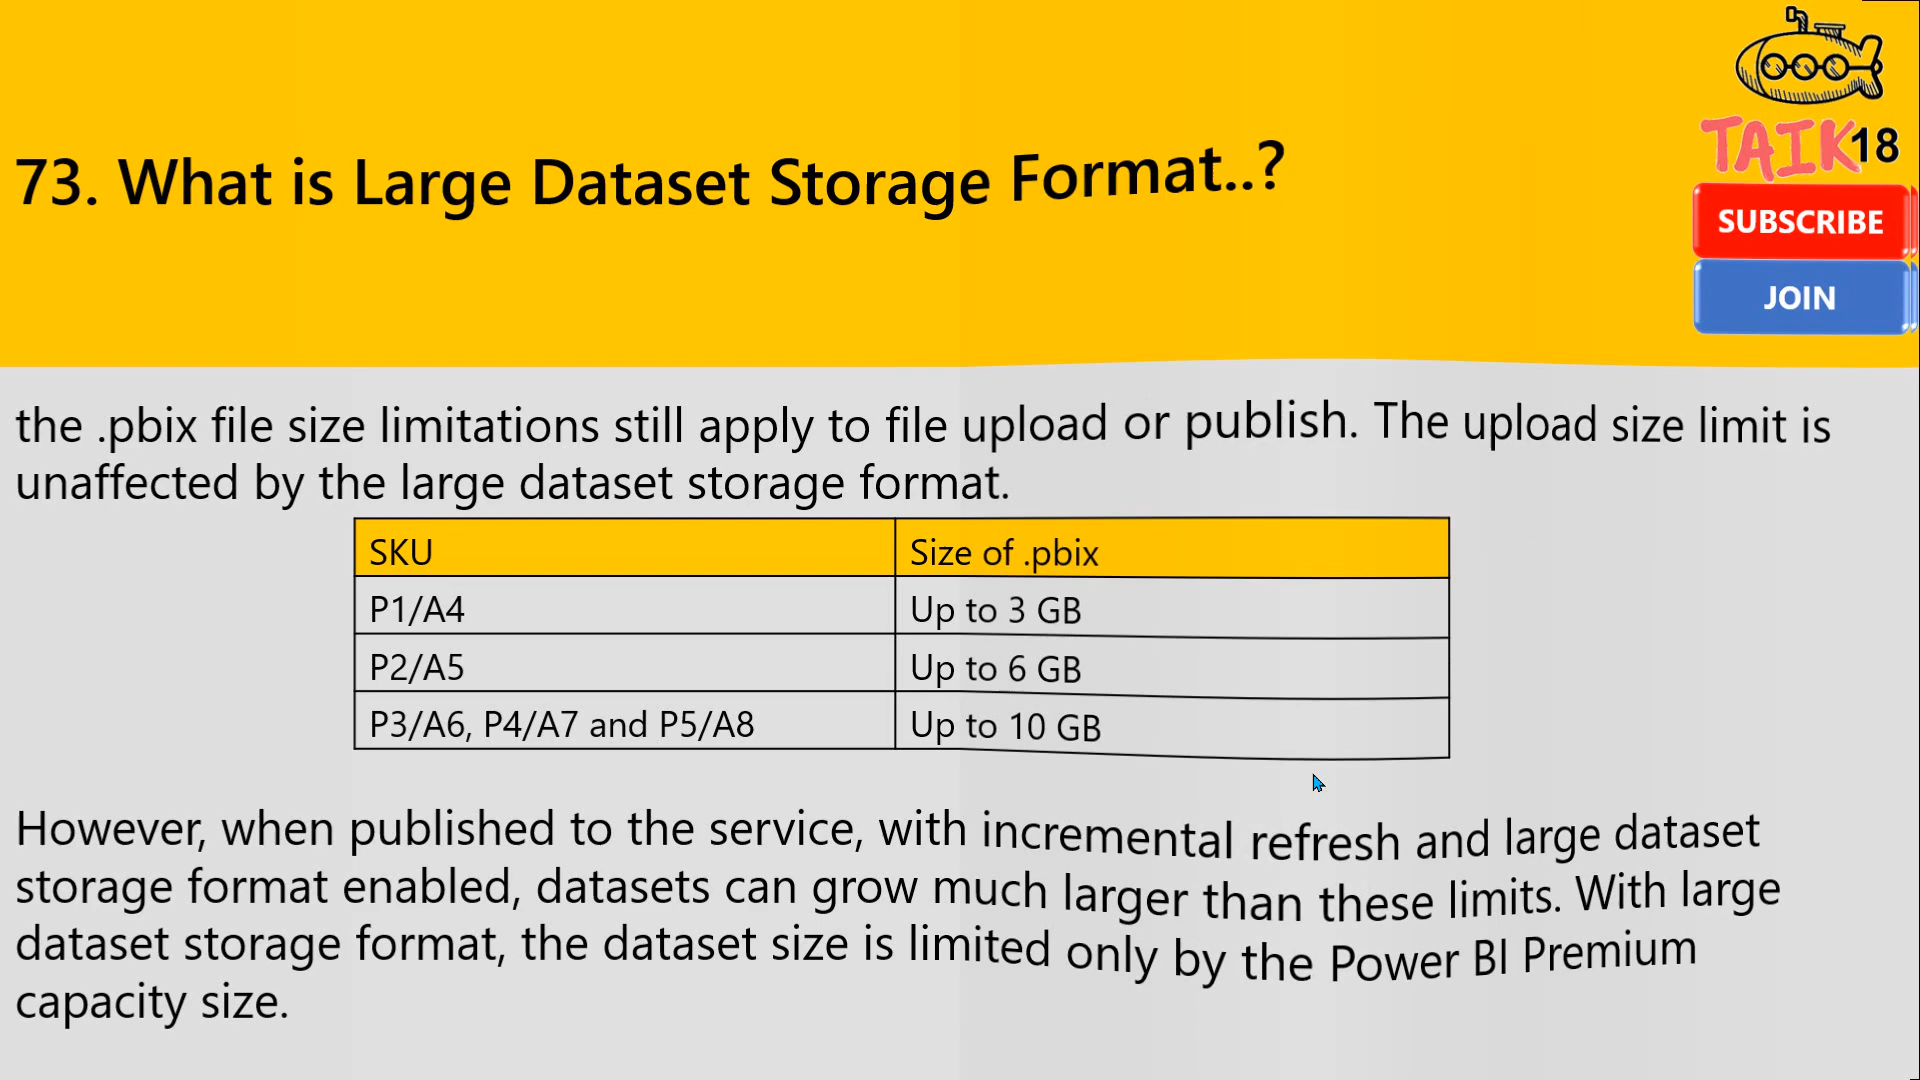 TAIK18
SUBSCRIBE
JOIN
73. What is Large Dataset Storage Format..?
the .pbix file size limitations still apply to file upload or publish. The upload size limit is
unaffected by the large dataset storage format.
SKU Size of .pbix
P1/A4 Up to 3 GB
P2/A5 Up to 6 GB
P3/A6, P4/A7 and P5/A8 Up to 10 GB
However, when published to the service, with incremental refresh and large dataset
storage format enabled, datasets can grow much larger than these limits. With large
dataset storage format, the dataset size is limited only by the Power BI Premium
capacity size.